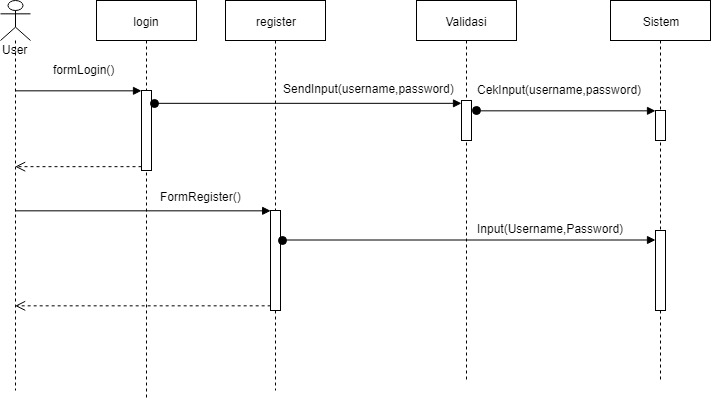 login
register
Validasi
Sistem
User
formLogin()
SendInput(username,password)
CekInput(username,password)
FormRegister()
Input(Username,Password)